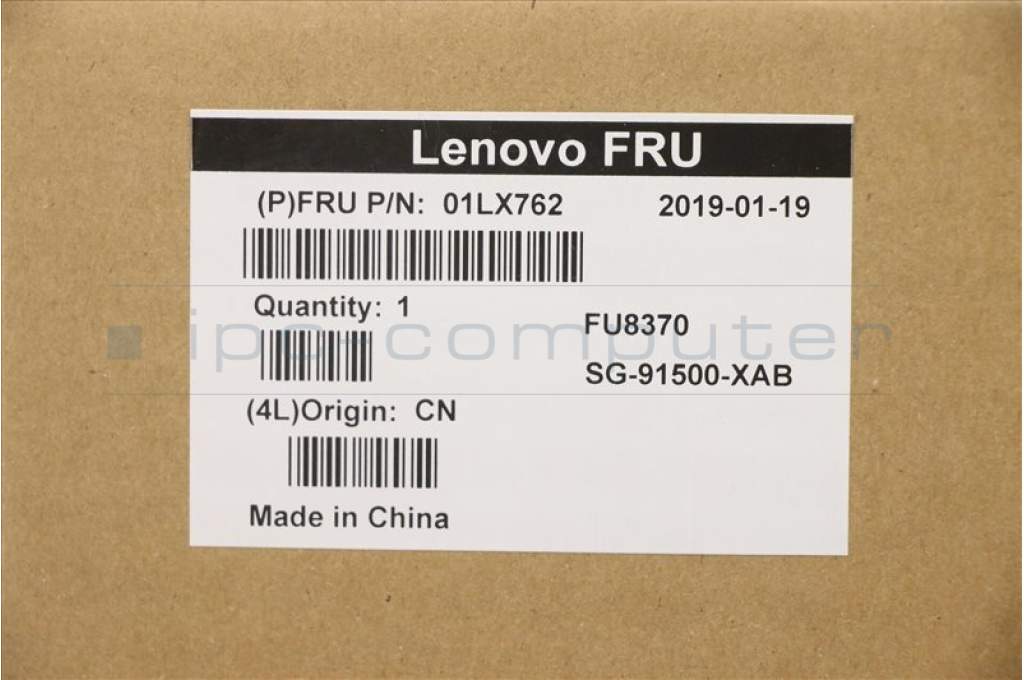 Lenovo FRU
(P)FRU P/N: 01LX762 2019-01-19
Quantity: 1
FU8370
ipc-computer
SG-91500-XAB
(4L)Origin: CN
Made in China